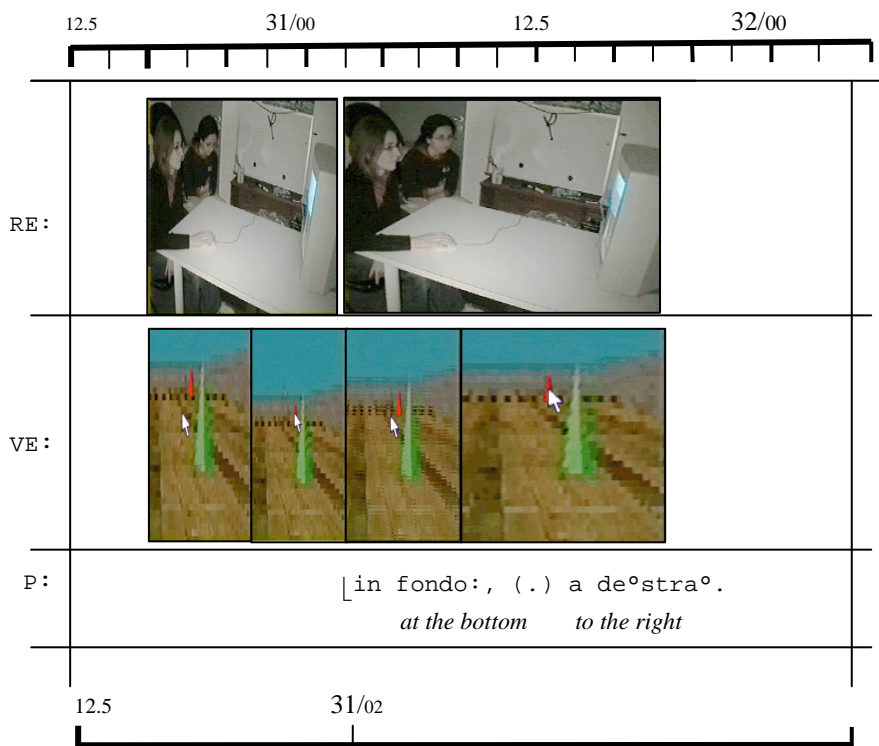 12.5 31/00 12.5 32/00
RE:
VE:
P: ⌊in fondo:, (.) a de°stra°.
at the bottom to the right
12.5 31/02